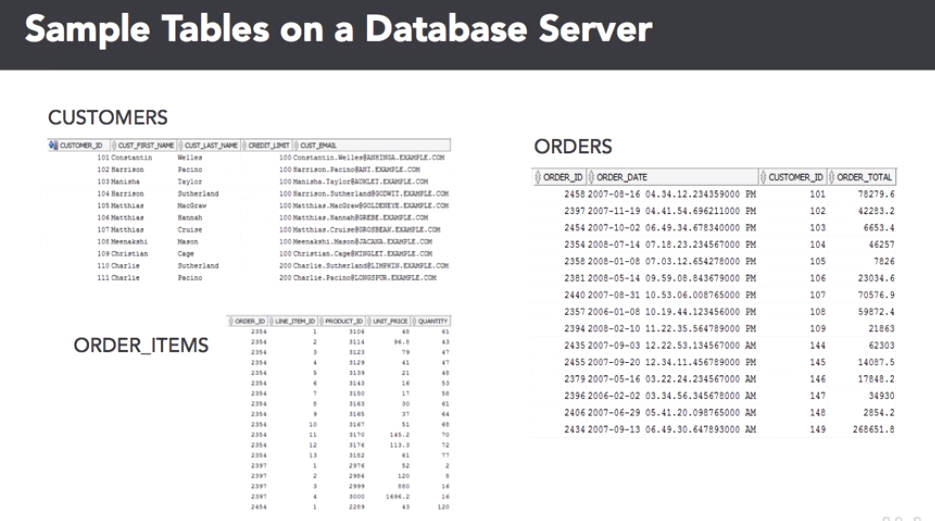 Sample Tables on a Database Server
CUSTOMERS
CUSTOMER_ID CUST_FIRST_NAME CUST_LAST_NAME CREDIT_LIMIT CUST_EMAIL
101 Constantin Welles 100 Constantin.Welles@ANHINGA.EXAMPLE.COM
102 Harrison Pacino 100 Harrison.Pacino@ANI.EXAMPLE.COM
103 Manisha Taylor 100 Manisha.Taylor@AUKLET.EXAMPLE.COM
104 Harrison Sutherland 100 Harrison.Sutherland@GODWIT.EXAMPLE.COM
105 Matthias MacGraw 100 Matthias.MacGraw@GOLDENEYE.EXAMPLE.COM
106 Matthias Hannah 100 Matthias.Hannah@GREBE.EXAMPLE.COM
107 Matthias Cruise 100 Matthias.Cruise@GROSBEAK.EXAMPLE.COM
108 Meenakshi Mason 100 Meenakshi.Mason@JACANA.EXAMPLE.COM
109 Christian Cage 100 Christian.Cage@KINGLET.EXAMPLE.COM
110 Charlie Sutherland 200 Charlie.Sutherland@LIMPKIN.EXAMPLE.COM
111 Charlie Pacino 200 Charlie.Pacino@LONGSPUR.EXAMPLE.COM
ORDERS
ORDER_ID ORDER_DATE CUSTOMER_ID ORDER_TOTAL
2458 2007-08-16 04.34.12.234359000 PM 101 78279.6
2397 2007-11-19 04.41.54.696211000 PM 102 42283.2
2454 2007-10-02 06.49.34.678340000 PM 103 6653.4
2354 2008-07-14 07.18.23.234567000 PM 104 46257
2358 2008-01-08 07.03.12.654278000 PM 105 7826
2381 2008-05-14 09.59.08.843679000 PM 106 23034.6
2440 2007-08-31 10.53.06.008765000 PM 107 70576.9
2357 2006-01-08 10.19.44.123456000 PM 108 59872.4
2394 2008-02-10 11.22.35.564789000 PM 109 21863
2435 2007-09-03 12.22.53.134567000 AM 144 62303
2455 2007-09-20 12.34.11.456789000 PM 145 14087.5
2379 2007-05-16 03.22.24.234567000 AM 146 17848.2
2396 2006-02-02 03.34.56.345678000 AM 147 34930
2406 2007-06-29 05.41.20.098765000 AM 148 2854.2
2434 2007-09-13 06.49.30.647893000 AM 149 268651.8
ORDER_ITEMS
ORDER_ID LINE_ITEM_ID PRODUCT_ID UNIT_PRICE QUANTITY
2354 1 3106 48 61
2354 2 3114 96.8 43
2354 3 3123 79 47
2354 4 3129 41 47
2354 5 3139 21 48
2354 6 3143 16 53
2354 7 3150 17 58
2354 8 3163 30 61
2354 9 3165 37 64
2354 10 3167 51 68
2354 11 3170 145.2 70
2354 12 3176 113.3 72
2354 13 3182 61 77
2397 1 2976 52 2
2397 2 2986 120 8
2397 3 2999 880 16
2397 4 3000 1696.2 16
2454 1 2289 43 120